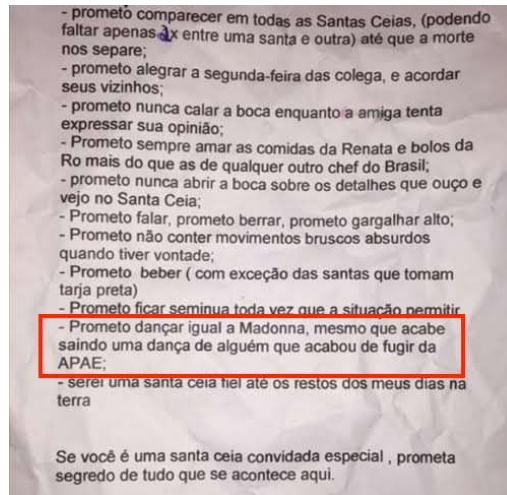 - prometo comparecer em todas as Santas Ceias, (podendo
faltar apenas 2x entre uma santa e outra) até que a morte
nos separe;
- prometo alegrar a segunda-feira das colega, e acordar
seus vizinhos;
- prometo nunca calar a boca enquanto a amiga tenta
expressar sua opinião;
- Prometo sempre amar as comidas da Renata e bolos da
Ro mais do que as de qualquer outro chef do Brasil;
- prometo nunca abrir a boca sobre os detalhes que ouço e
vejo no Santa Ceia;
- Prometo falar, prometo berrar, prometo gargalhar alto;
- Prometo não conter movimentos bruscos absurdos
quando tiver vontade;
- Prometo beber ( com exceção das santas que tomam
tarja preta)
- Prometo ficar seminua toda vez que a situação permitir
- Prometo dançar igual a Madonna, mesmo que acabe
saindo uma dança de alguém que acabou de fugir da
APAE;
- serei uma santa ceia fiel até os restos dos meus dias na
terra
Se você é uma santa ceia convidada especial , prometa
segredo de tudo que se acontece aqui.